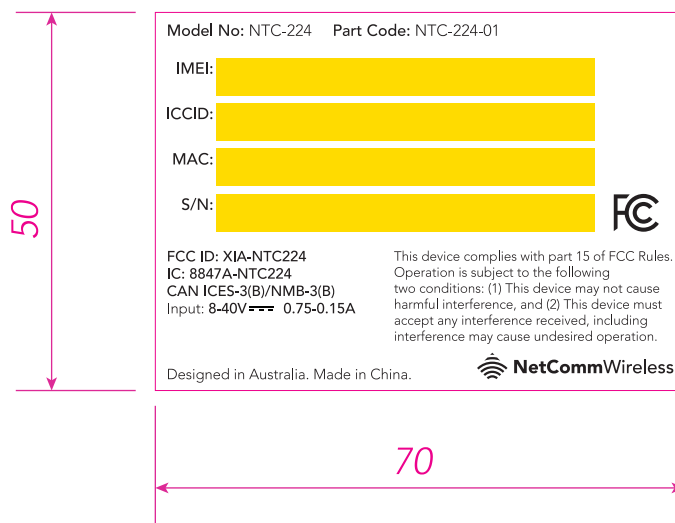 Model No: NTC-224 Part Code: NTC-224-01
IMEI:
ICCID:
MAC:
S/N:
FC
FCC ID: XIA-NTC224
IC: 8847A-NTC224
CAN ICES-3(B)/NMB-3(B)
Input: 8-40V 0.75-0.15A
This device complies with part 15 of FCC Rules.
Operation is subject to the following
two conditions: (1) This device may not cause
harmful interference, and (2) This device must
accept any interference received, including
interference may cause undesired operation.
Designed in Australia. Made in China.
NetCommWireless
50
70